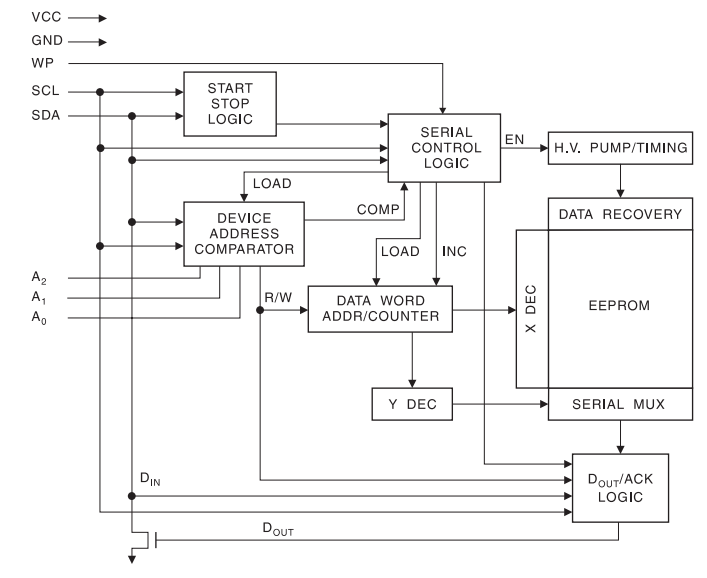 VCC
GND
WP
SCL
SDA
START
STOP
LOGIC
SERIAL
CONTROL
LOGIC
EN
H.V. PUMP/TIMING
LOAD
COMP
DEVICE
ADDRESS
COMPARATOR
DATA RECOVERY
LOAD
INC
A2
A1
A0
R/W
DATA WORD
ADDR/COUNTER
X DEC
EEPROM
Y DEC
SERIAL MUX
DIN
DOUT/ACK
LOGIC
DOUT